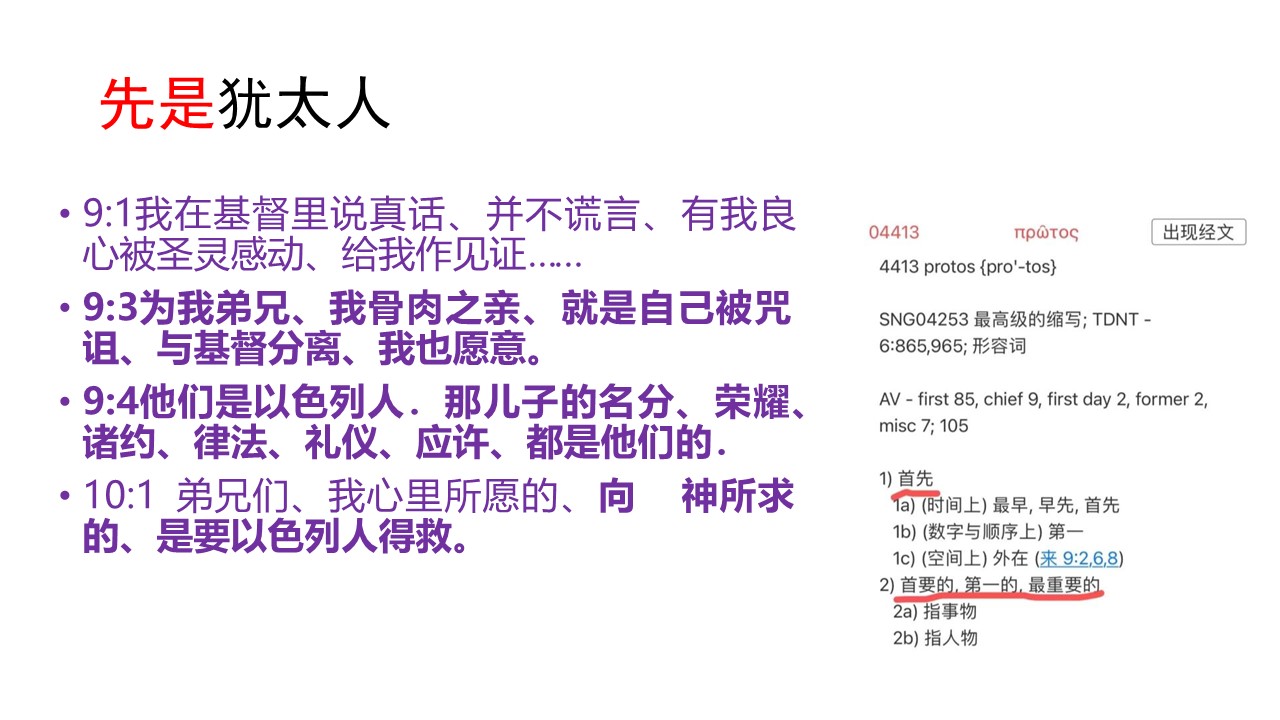 先是犹太人
• 9:1我在基督里说真话、并不谎言、有我良
心被圣灵感动、给我作见证……
• 9:3为我弟兄、我骨肉之亲、就是自己被咒
诅、与基督分离、我也愿意。
• 9:4他们是以色列人．那儿子的名分、荣耀、
诸约、律法、礼仪、应许、都是他们的．
• 10:1 弟兄们、我心里所愿的、向　神所求
的、是要以色列人得救。
04413 πρῶτος 出现经文
4413 protos {pro'-tos}
SNG04253 最高级的缩写; TDNT -
6:865,965; 形容词
AV - first 85, chief 9, first day 2, former 2,
misc 7; 105
1) 首先
1a) (时间上) 最早, 早先, 首先
1b) (数字与顺序上) 第一
1c) (空间上) 外在 (来 9:2,6,8)
2) 首要的, 第一的, 最重要的
2a) 指事物
2b) 指人物